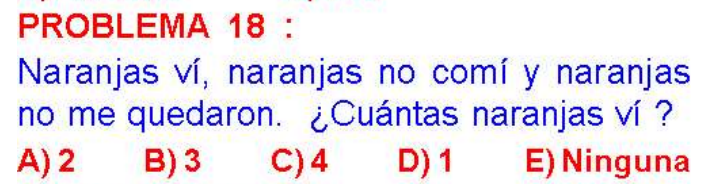 PROBLEMA 18 :
Naranjas ví, naranjas no comí y naranjas
no me quedaron. ¿Cuántas naranjas ví ?
A) 2 B) 3 C) 4 D) 1 E) Ninguna